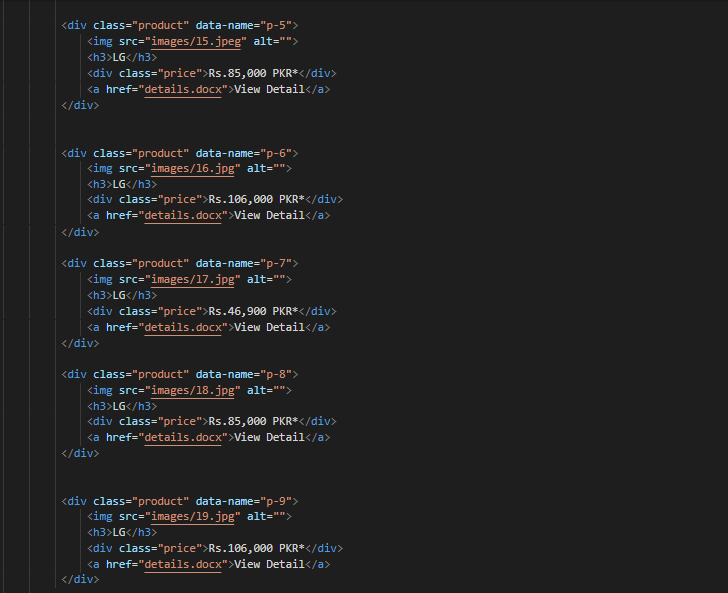 <div class="product" data-name="p-5">
<img src="images/l5.jpeg" alt="">
<h3>LG</h3>
<div class="price">Rs.85,000 PKR*</div>
<a href="details.docx">View Detail</a>
</div>
<div class="product" data-name="p-6">
<img src="images/l6.jpg" alt="">
<h3>LG</h3>
<div class="price">Rs.106,000 PKR*</div>
<a href="details.docx">View Detail</a>
</div>
<div class="product" data-name="p-7">
<img src="images/l7.jpg" alt="">
<h3>LG</h3>
<div class="price">Rs.46,900 PKR*</div>
<a href="details.docx">View Detail</a>
</div>
<div class="product" data-name="p-8">
<img src="images/l8.jpg" alt="">
<h3>LG</h3>
<div class="price">Rs.85,000 PKR*</div>
<a href="details.docx">View Detail</a>
</div>
<div class="product" data-name="p-9">
<img src="images/l9.jpg" alt="">
<h3>LG</h3>
<div class="price">Rs.106,000 PKR*</div>
<a href="details.docx">View Detail</a>
</div>